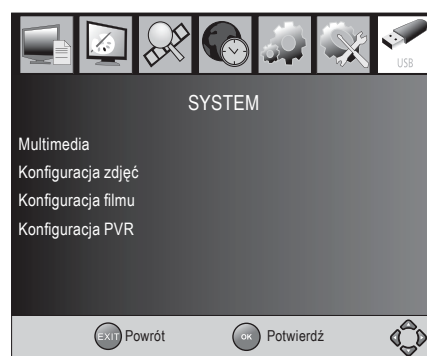 USB
SYSTEM
Multimedia
Konfiguracja zdjęć
Konfiguracja filmu
Konfiguracja PVR
EXIT Powrót OK Potwierdź